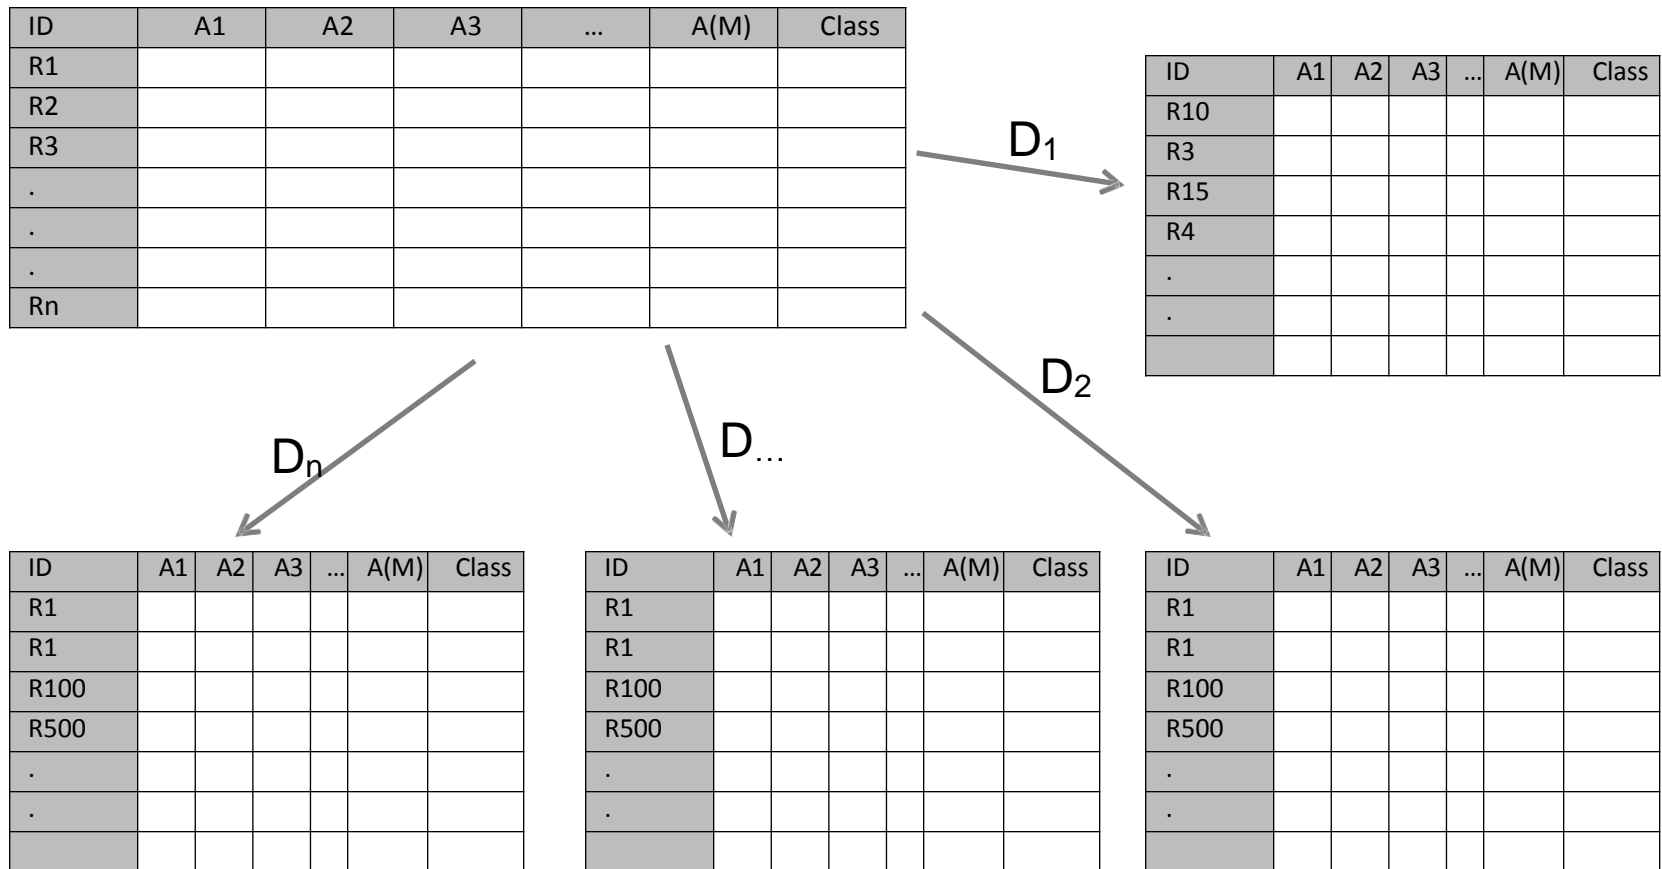 ID A1 A2 A3 ... A(M) Class
R1
R2
R3
.
.
.
Rn
D1
ID A1 A2 A3 ... A(M) Class
R10
R3
R15
R4
.
.
D2
D...
Dn
ID A1 A2 A3 ... A(M) Class
R1
R1
R100
R500
.
.
ID A1 A2 A3 ... A(M) Class
R1
R1
R100
R500
.
.
ID A1 A2 A3 ... A(M) Class
R1
R1
R100
R500
.
.